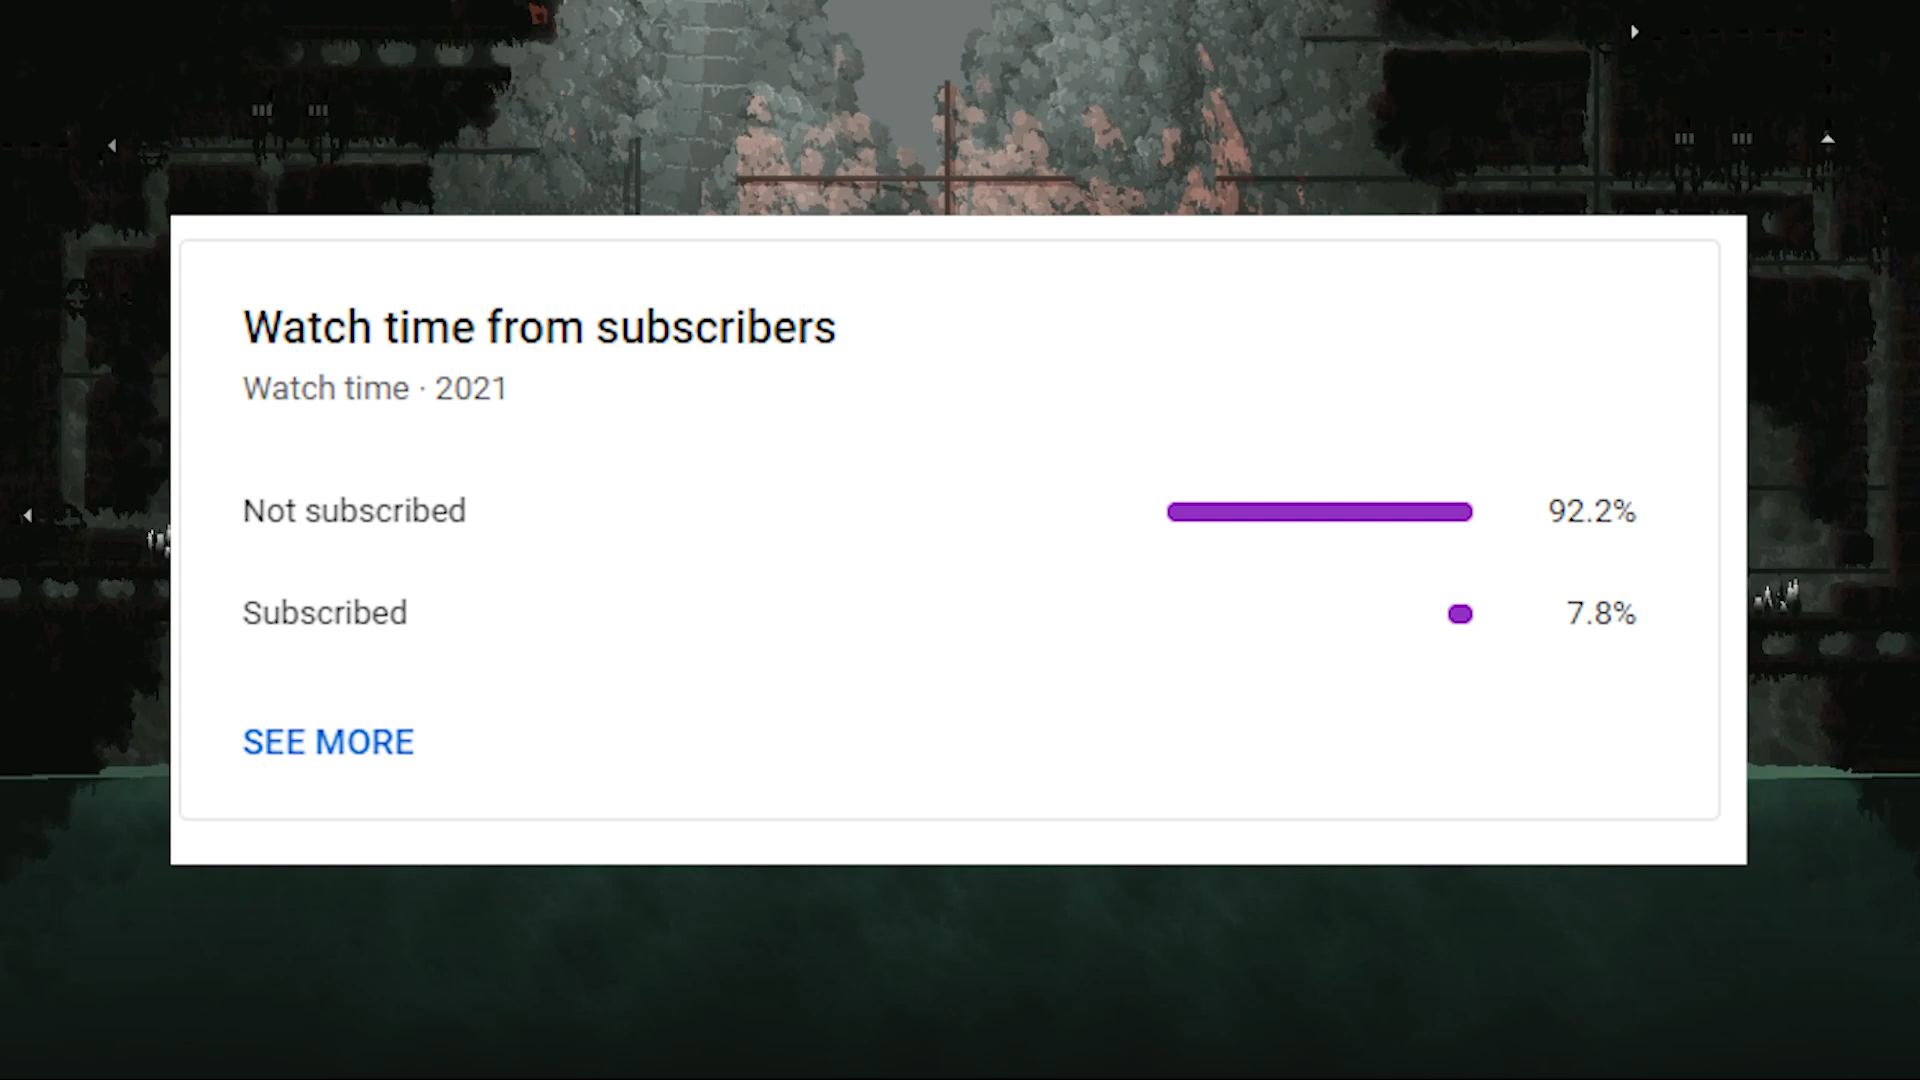 Watch time from subscribers
Watch time · 2021
Not subscribed 92.2%
Subscribed 7.8%
SEE MORE